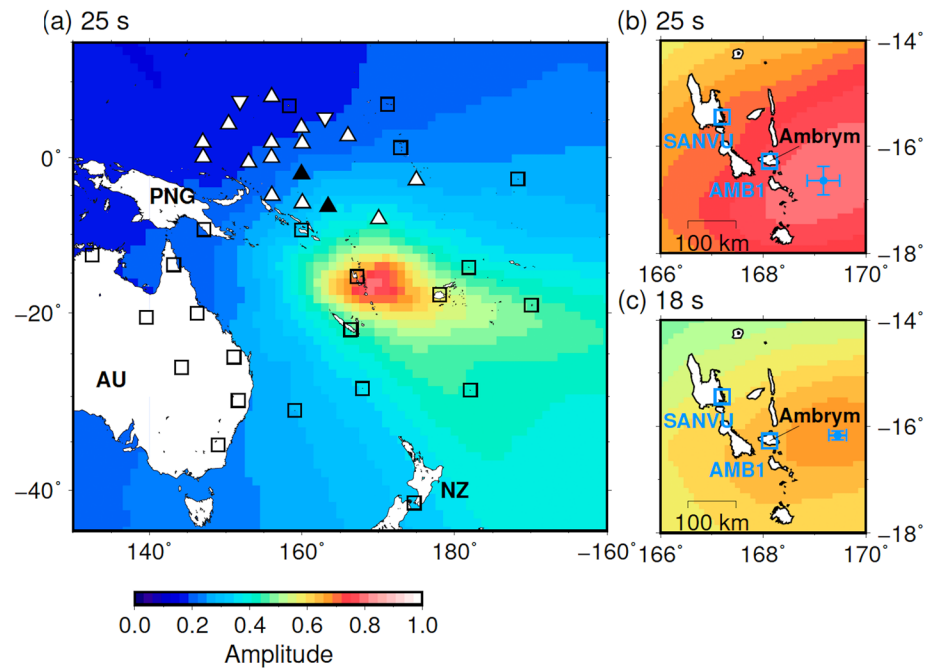 (a) 25 s
0°
−20°
−40°
140°
160°
180°
−160°
PNG
AU
NZ
0.0 0.2 0.4 0.6 0.8 1.0
Amplitude
(b) 25 s
−14°
−16°
−18°
166°
168°
170°
SANVU
Ambrym
AMB1
100 km
(c) 18 s
−14°
−16°
−18°
166°
168°
170°
SANVU
Ambrym
AMB1
100 km